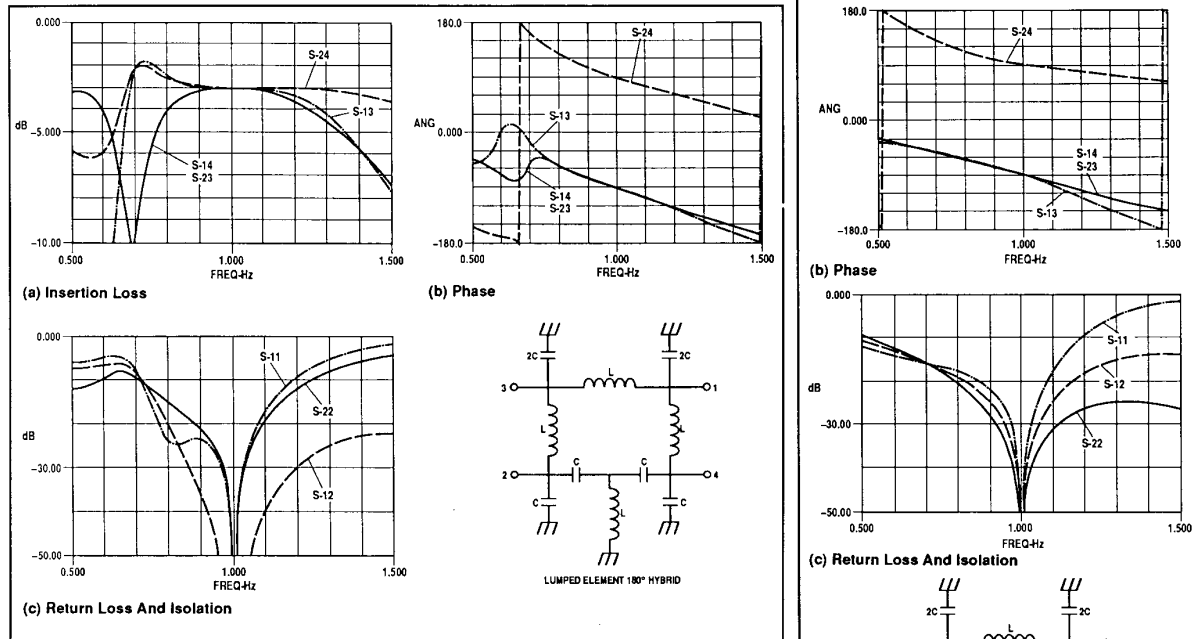 0.000
-5.000
-10.00
dB
S-24
S-13
S-14
S-23
0.500
1.000
1.500
FREQ-Hz
(a) Insertion Loss
180.0
ANG
0.000
-180.0
S-24
S-13
S-14
S-23
0.500
1.000
1.500
FREQ-Hz
(b) Phase
0.000
dB
-30.00
-50.00
S-11
S-22
S-12
0.500
1.000
1.500
FREQ-Hz
(c) Return Loss And Isolation
2C
2C
L
3
1
L
L
C
C
2
4
C
L
C
LUMPED ELEMENT 180° HYBRID
180.0
ANG
0.000
-180.0
S-24
S-14
S-23
S-13
0.500
1.000
1.500
FREQ-Hz
(b) Phase
0.000
dB
-30.00
-50.00
S-11
S-12
S-22
0.500
1.000
1.500
FREQ-Hz
(c) Return Loss And Isolation
2C
2C
L